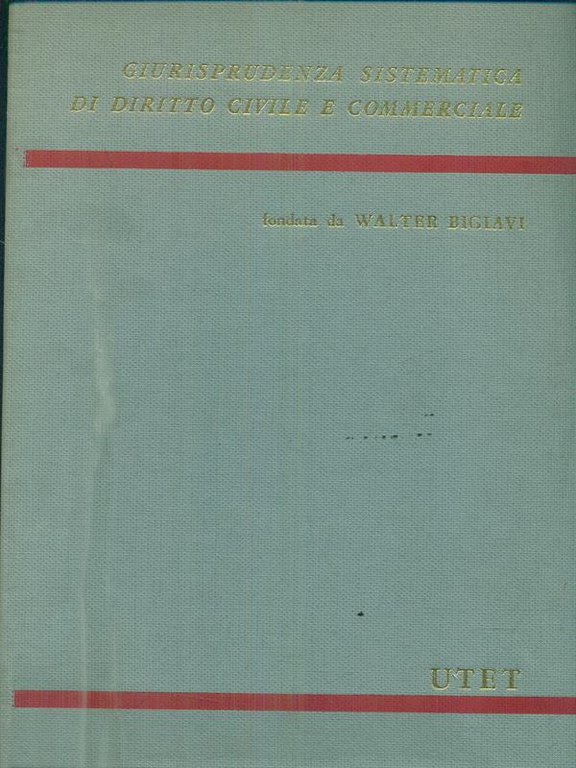 GIURISPRUDENZA SISTEMATICA
DI DIRITTO CIVILE E COMMERCIALE
fondata da WALTER BIGIAVI
UTET